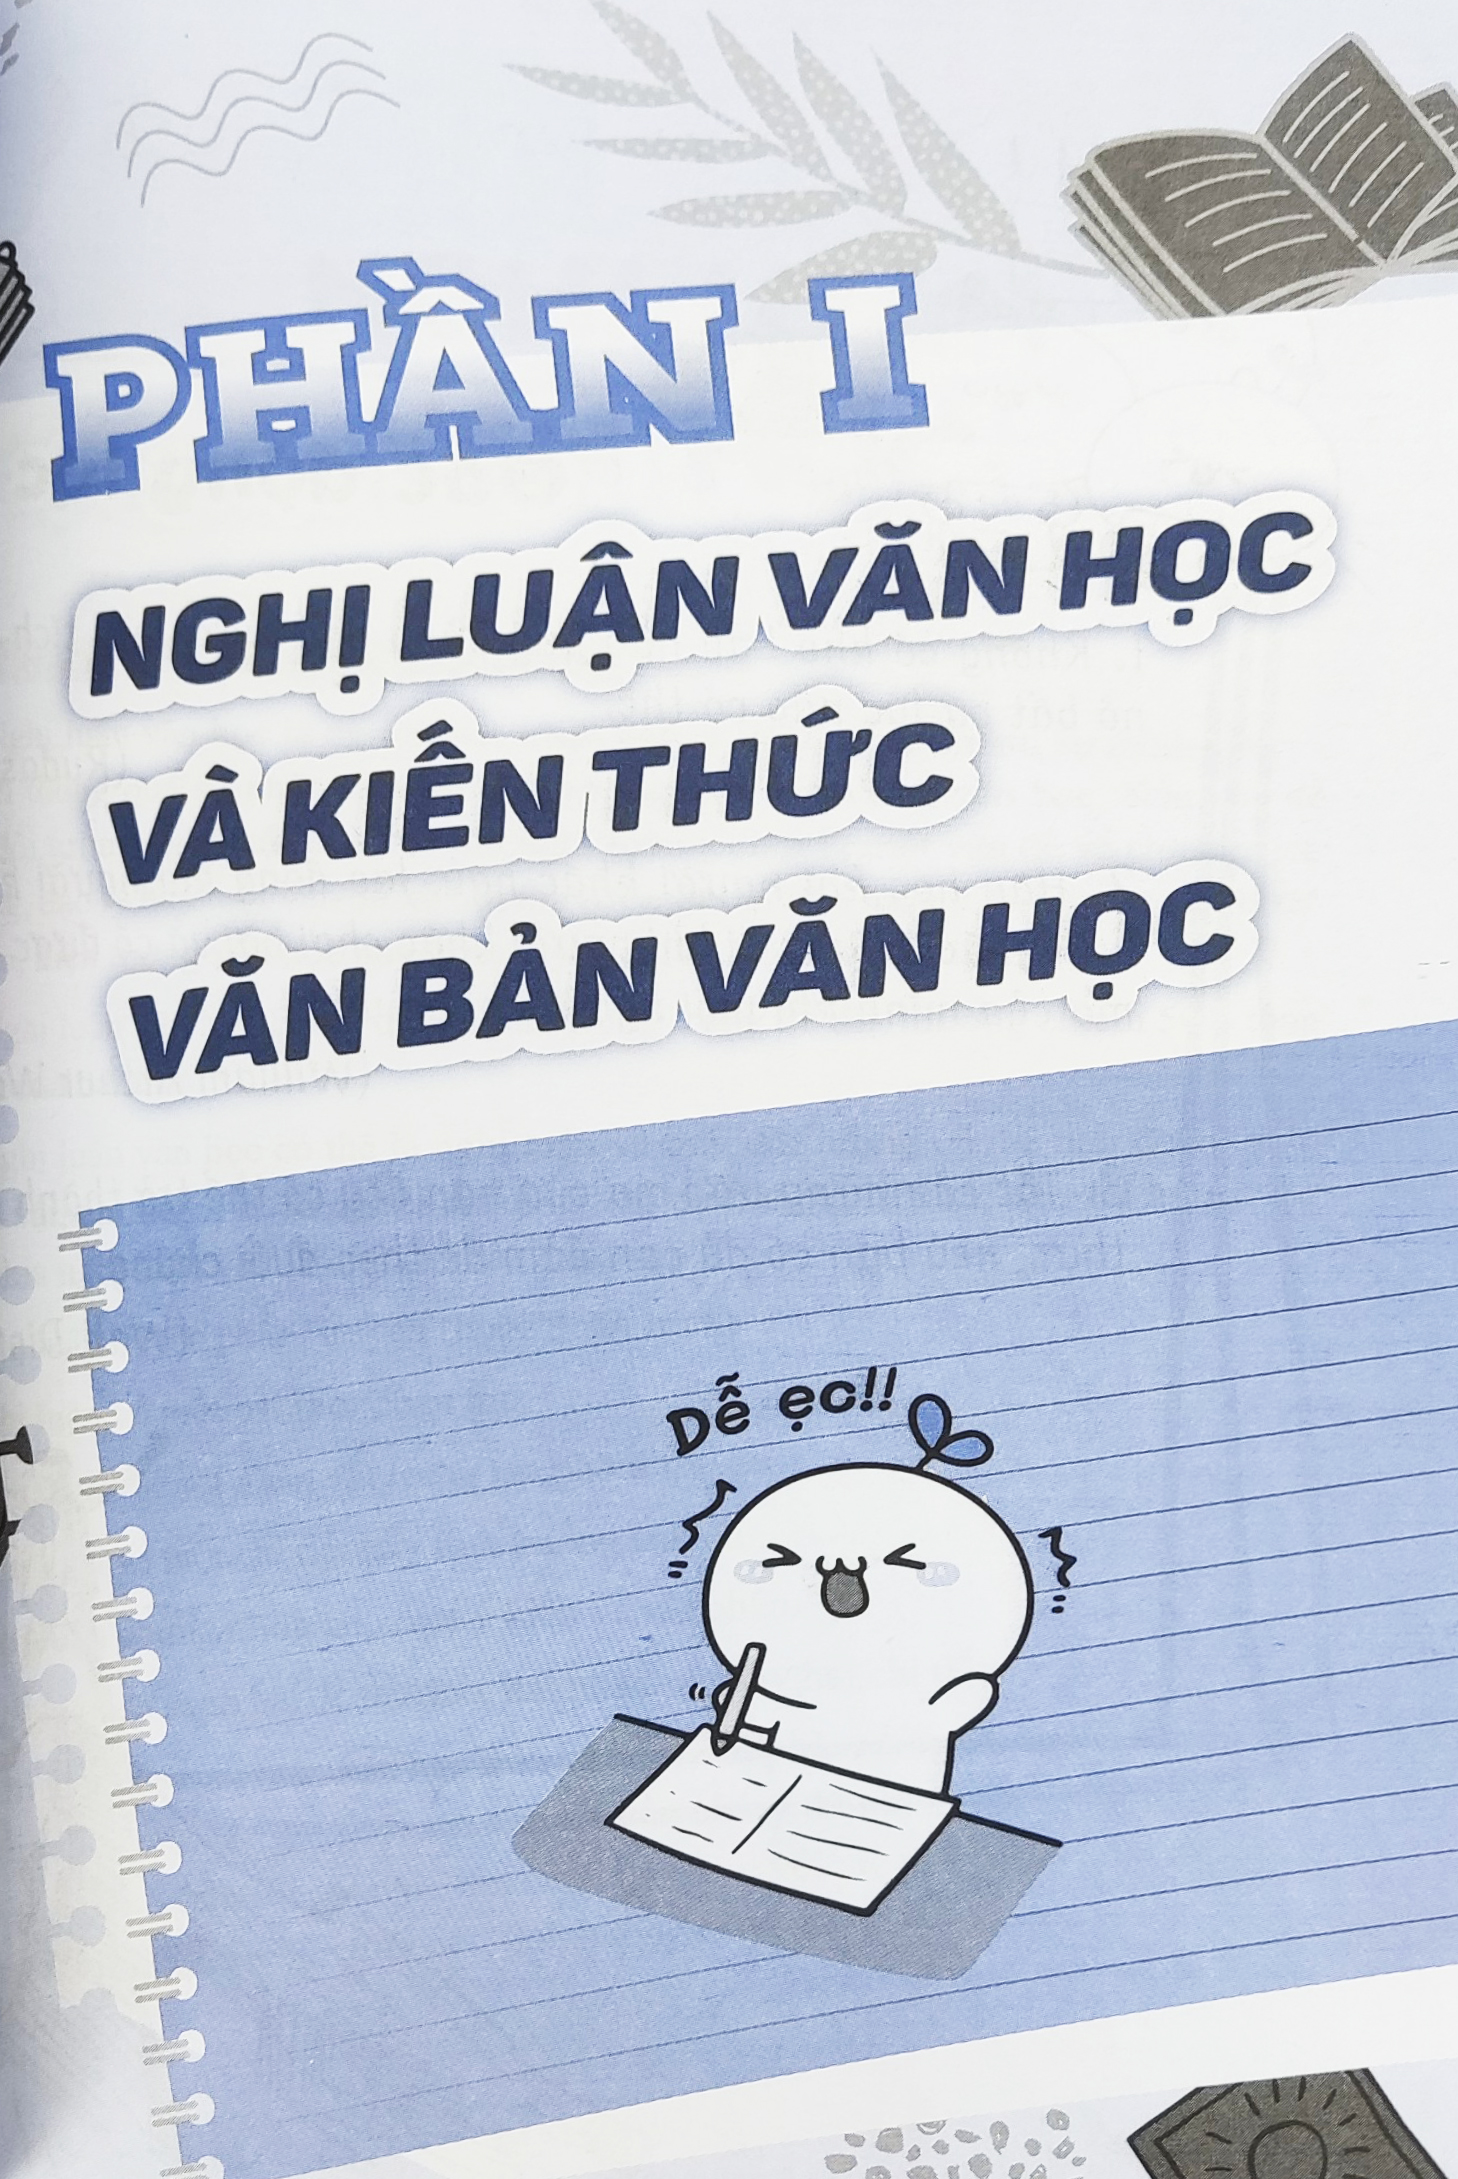 PHẦN I
NGHỊ LUẬN VĂN HỌC
VÀ KIẾN THỨC
VĂN BẢN VĂN HỌC
Dễ ẹc!!